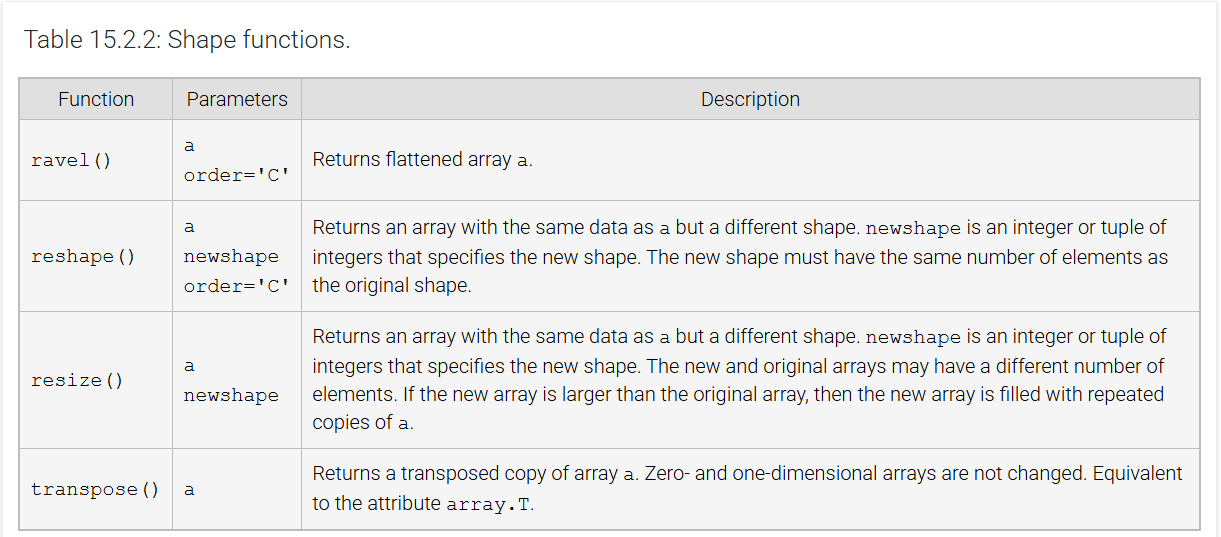 Table 15.2.2: Shape functions.
Function Parameters Description
ravel()
a
order='C'
Returns flattened array a.
reshape()
a
newshape
order='C'
Returns an array with the same data as a but a different shape. newshape is an integer or tuple of
integers that specifies the new shape. The new shape must have the same number of elements as
the original shape.
resize()
a
newshape
Returns an array with the same data as a but a different shape. newshape is an integer or tuple of
integers that specifies the new shape. The new and original arrays may have a different number of
elements. If the new array is larger than the original array, then the new array is filled with repeated
copies of a.
transpose()
a
Returns a transposed copy of array a. Zero- and one-dimensional arrays are not changed. Equivalent
to the attribute array.T.